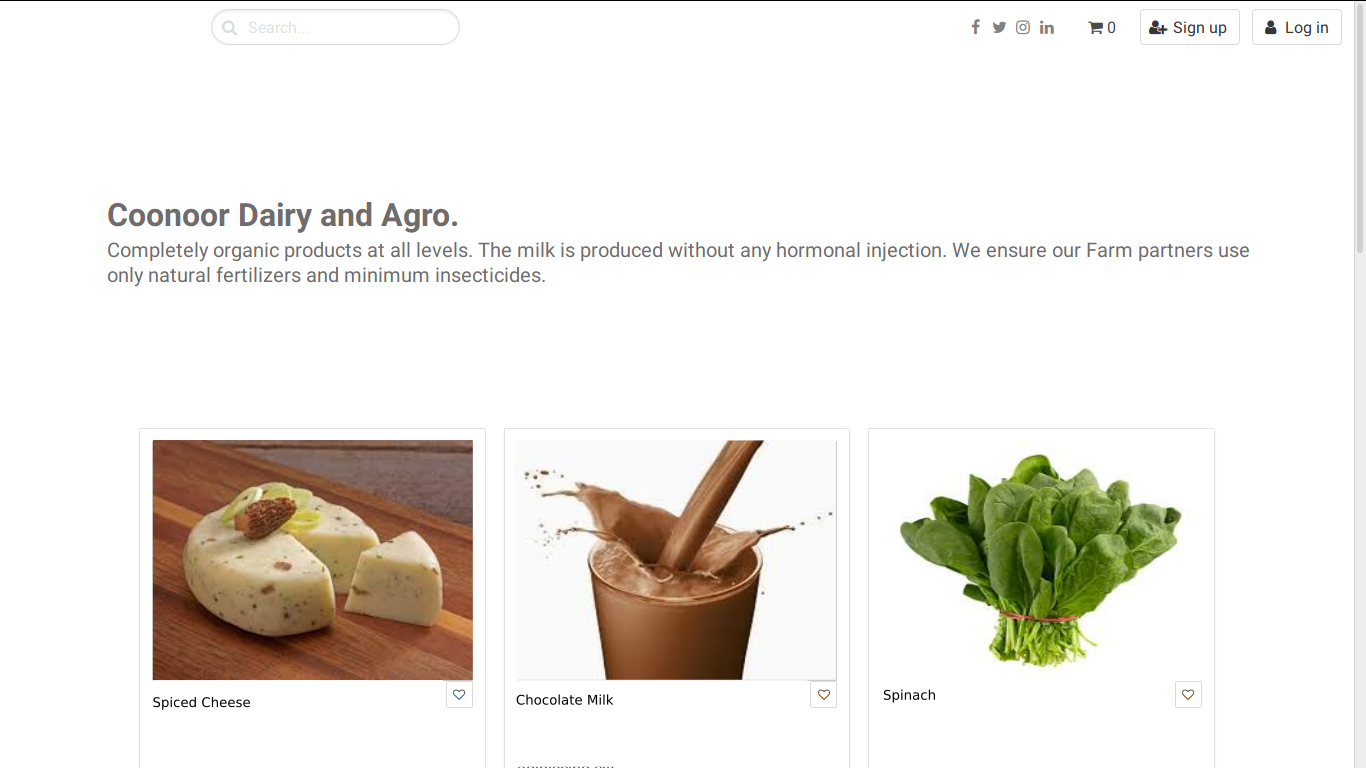 Search...
0
Sign up
Log in
Coonoor Dairy and Agro.
Completely organic products at all levels. The milk is produced without any hormonal injection. We ensure our Farm partners use
only natural fertilizers and minimum insecticides.
Spiced Cheese
Chocolate Milk
Spinach